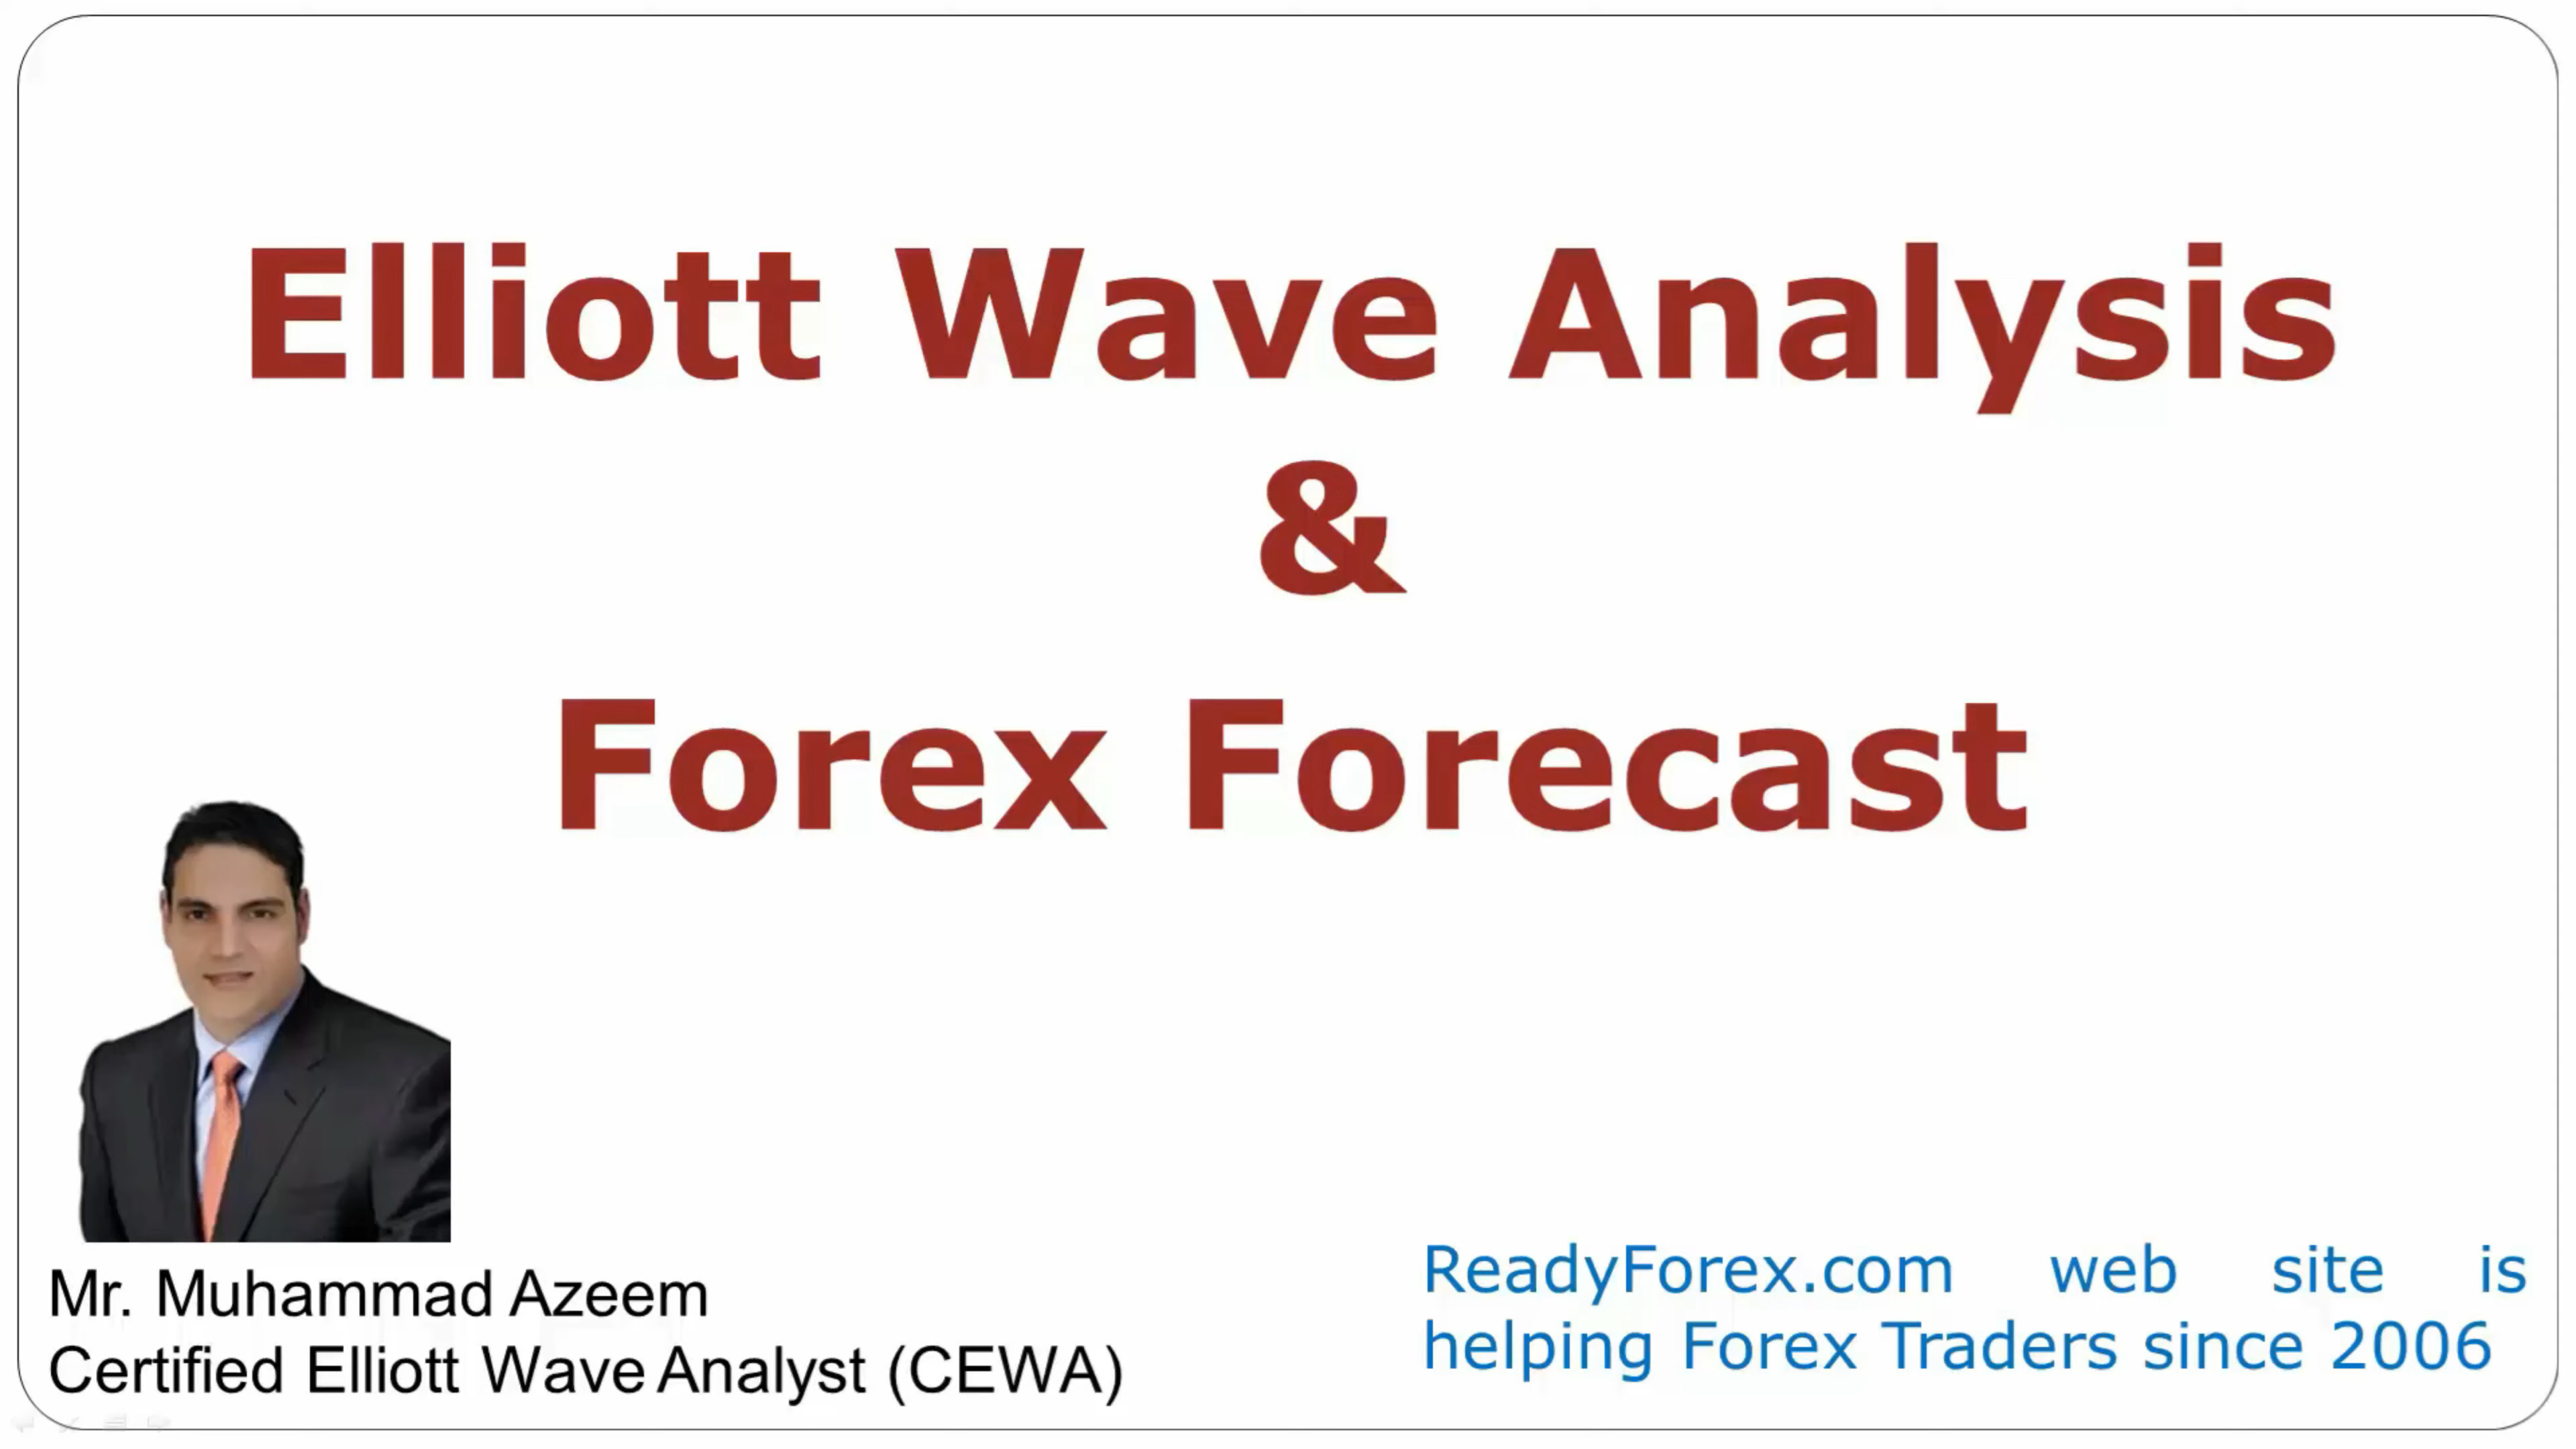 Elliott Wave Analysis
&
Forex Forecast
Mr. Muhammad Azeem
Certified Elliott Wave Analyst (CEWA)
ReadyForex.com web site is
helping Forex Traders since 2006